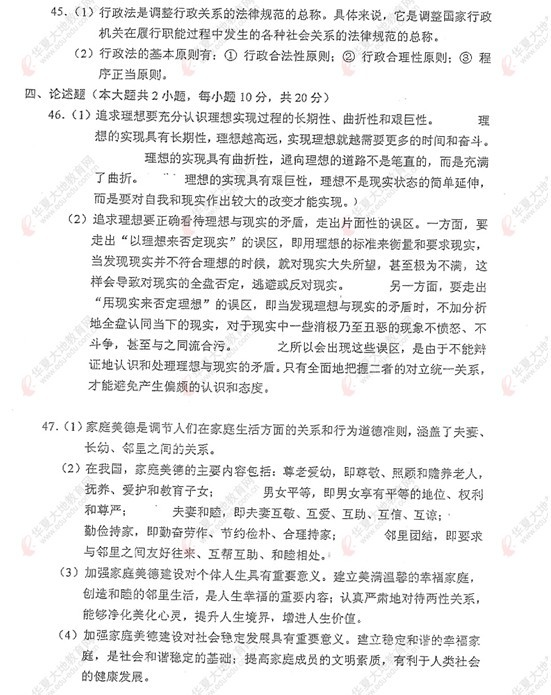 45.（1）行政法是调整行政关系的法律规范的总称。具体来说，它是调整国家行政
机关在履行职能过程中发生的各种社会关系的法律规范的总称。
（2）行政法的基本原则有：① 行政合法性原则；② 行政合理性原则；③ 程
序正当原则。
四、论述题（本大题共2小题，每小题10分，共20分）
46.（1）追求理想要充分认识理想实现过程的长期性、曲折性和艰巨性。 理
想的实现具有长期性，理想越高远，实现理想就越需要更多的时间和奋斗。
理想的实现具有曲折性，通向理想的道路不是笔直的，而是充满
了曲折。 理想的实现具有艰巨性，理想不是现实状态的简单延伸，
而是要对自我和现实作出较大的改变才能实现。）
（2）追求理想要正确看待理想与现实的矛盾，走出片面性的误区。一方面，要
走出“以理想来否定现实”的误区，即用理想的标准来衡量和要求现实，
当发现现实并不符合理想的时候，就对现实大失所望，甚至极为不满，这
样会导致对现实的全盘否定，逃避或反对现实。 另一方面，要走出
“用现实来否定理想”的误区，即当发现理想与现实的矛盾时，不加分析
地全盘认同当下的现实，对于现实中一些消极乃至丑恶的现象不愤怒、不
斗争，甚至与之同流合污。 之所以会出现这些误区，是由于不能辩
证地认识和处理理想与现实的矛盾。只有全面地把握二者的对立统一关系，
才能避免产生偏颇的认识和态度。
47.（1）家庭美德是调节人们在家庭生活方面的关系和行为道德准则，涵盖了夫妻、
长幼、邻里之间的关系。
（2）在我国，家庭美德的主要内容包括：尊老爱幼，即尊敬、照顾和赡养老人，
抚养、爱护和教育子女； 男女平等，即男女享有平等的地位、权利
和尊严； 夫妻和睦，即夫妻互敬、互爱、互助、互信、互谅；
勤俭持家，即勤奋劳作、节约俭朴、合理持家； 邻里团结，即要求
与邻里之间友好往来、互帮互助、和睦相处。
（3）加强家庭美德建设对个体人生具有重要意义。建立美满温馨的幸福家庭，
创造和睦的邻里生活，是人生幸福的重要内容；认真严肃地对待两性关系，
能够净化美化心灵，提升人生境界，增进人生价值。
（4）加强家庭美德建设对社会稳定发展具有重要意义。建立稳定和谐的幸福家
庭，是社会和谐稳定的基础；提高家庭成员的文明素质，有利于人类社会
的健康发展。
华夏大地教育网